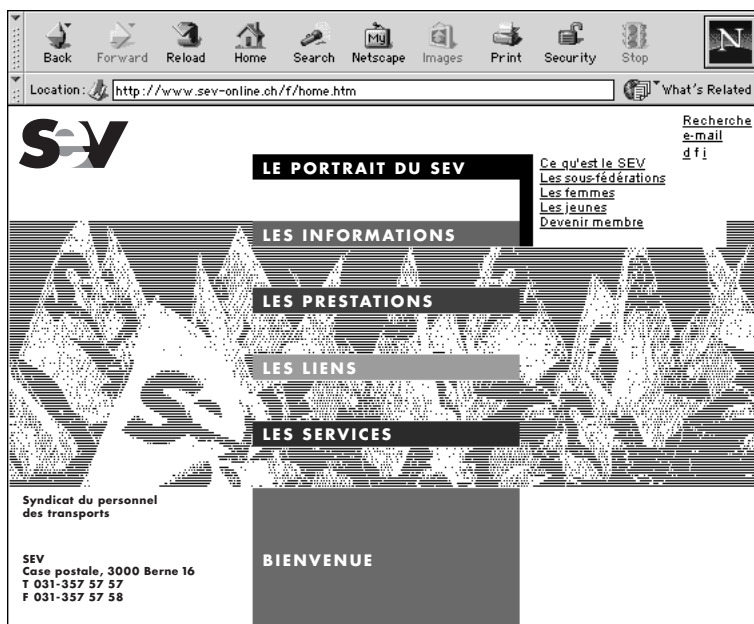 Back Forward Reload Home Search My Netscape Images Print Security Stop N
Location: http://www.sev-online.ch/f/home.htm What's Related
SEV
Recherche
e-mail
d f i
LE PORTRAIT DU SEV
Ce qu'est le SEV
Les sous-fédérations
Les femmes
Les jeunes
Devenir membre
LES INFORMATIONS
LES PRESTATIONS
LES LIENS
LES SERVICES
Syndicat du personnel
des transports
BIENVENUE
SEV
Case postale, 3000 Berne 16
T 031-357 57 57
F 031-357 57 58